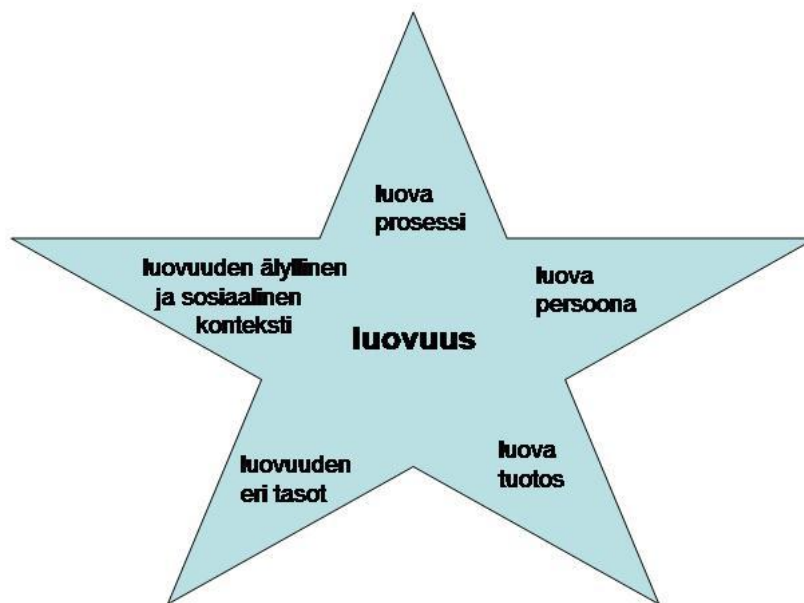 luova
prosessi
luovuuden älyllinen
ja sosiaalinen
konteksti
luova
persoona
luovuus
luovuuden
eri tasot
luova
tuotos